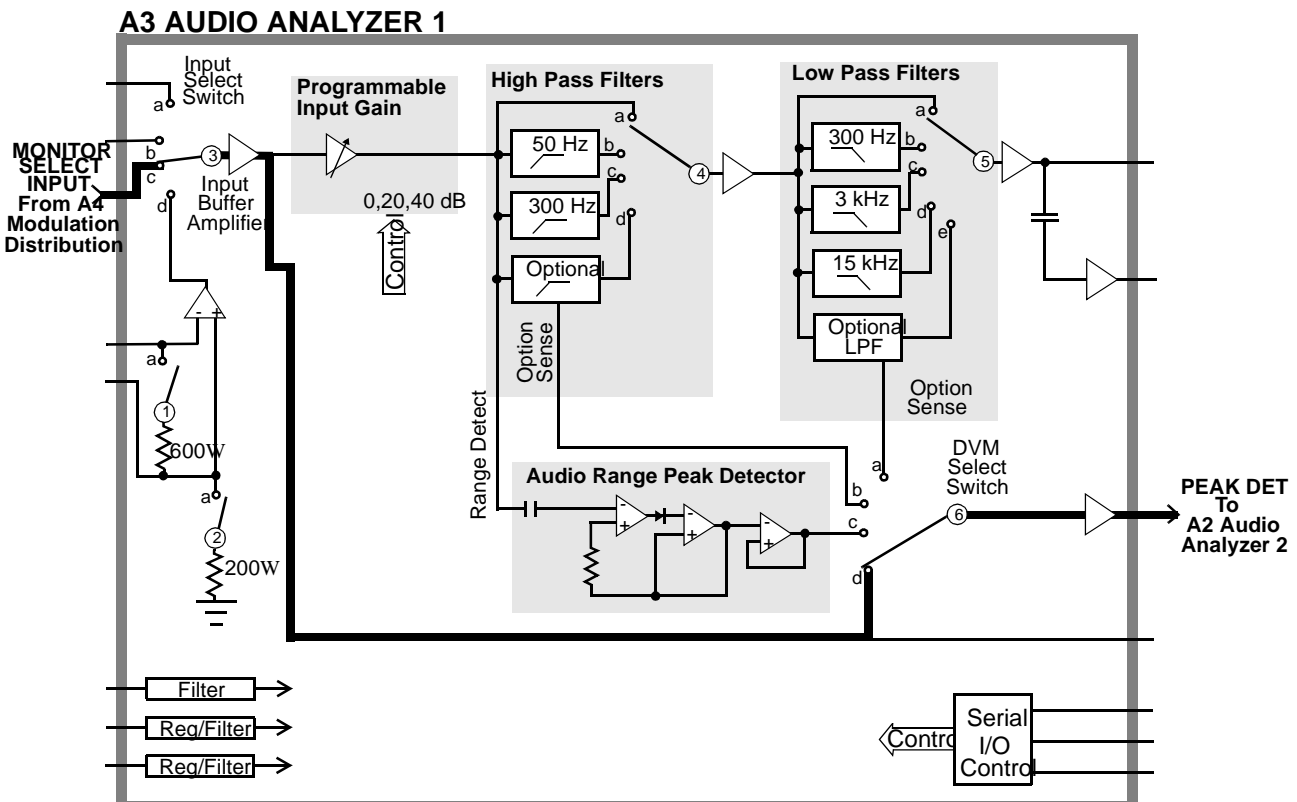 A3 AUDIO ANALYZER 1
Input
Select
Switch
a
b
c
d
3
MONITOR
SELECT
INPUT
From A4
Modulation
Distribution
Input
Buffer
Amplifier
Programmable
Input Gain
0,20,40 dB
Control
High Pass Filters
a
50 Hz
b
c
300 Hz
d
Optional
4
Option
Sense
Low Pass Filters
a
300 Hz
b
c
3 kHz
d
e
15 kHz
Optional
LPF
5
Option
Sense
- +
a
1
600W
a
2
200W
Range Detect
Audio Range Peak Detector
-
+
-
+
-
+
a
b
c
d
DVM
Select
Switch
6
PEAK DET
To
A2 Audio
Analyzer 2
Filter
Reg/Filter
Reg/Filter
Contro
Serial
I/O
Control